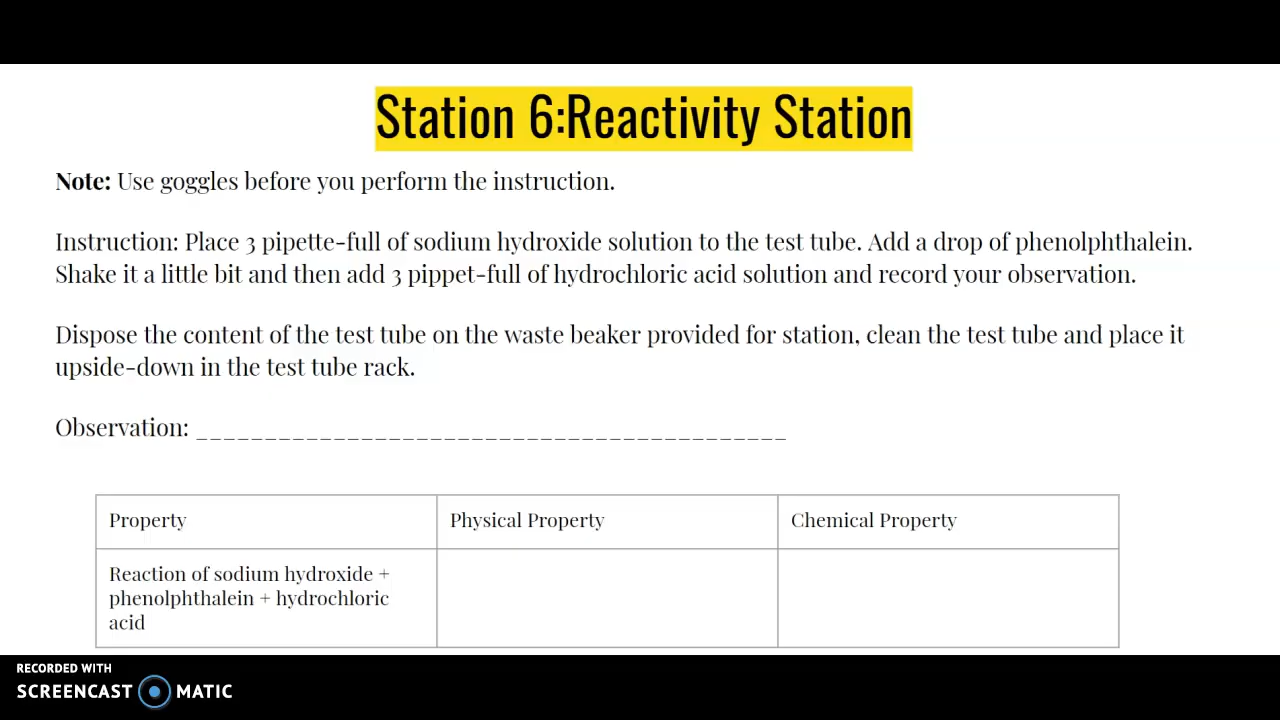 Station 6:Reactivity Station
Note: Use goggles before you perform the instruction.
Instruction: Place 3 pipette-full of sodium hydroxide solution to the test tube. Add a drop of phenolphthalein.
Shake it a little bit and then add 3 pippet-full of hydrochloric acid solution and record your observation.
Dispose the content of the test tube on the waste beaker provided for station, clean the test tube and place it
upside-down in the test tube rack.
Observation: ___________________________________________
Property Physical Property Chemical Property
Reaction of sodium hydroxide +
phenolphthalein + hydrochloric
acid
RECORDED WITH
SCREENCAST MATIC